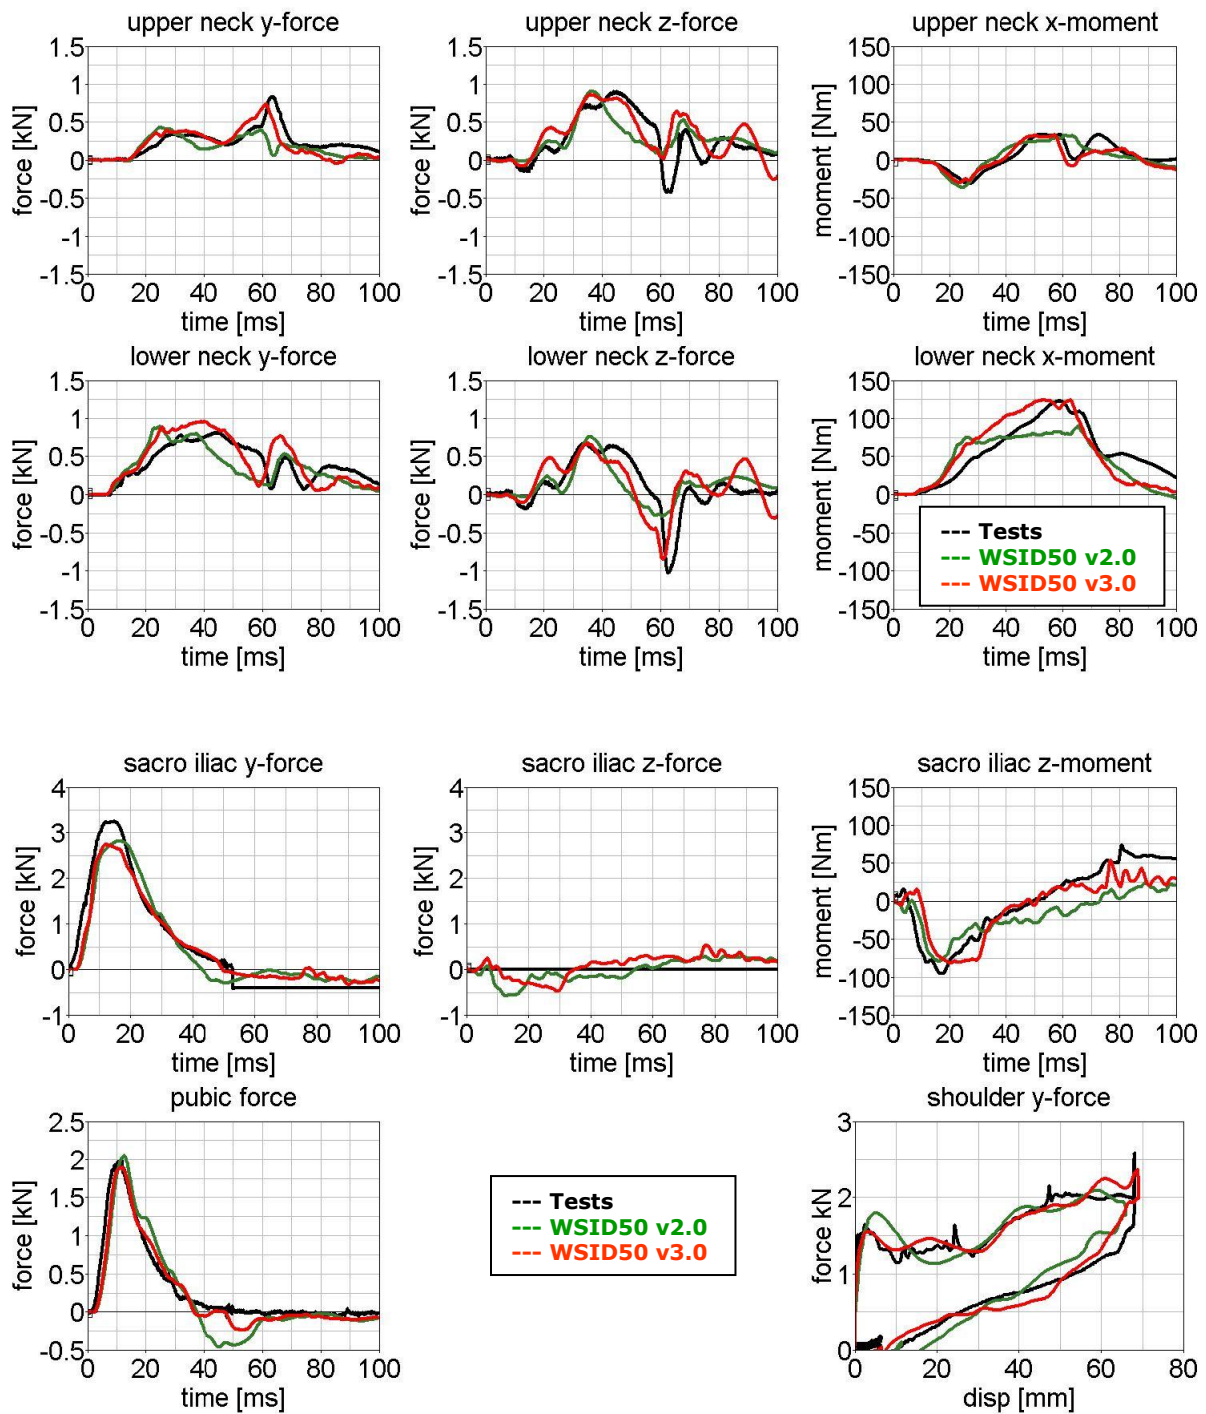 upper neck y-force
upper neck z-force
upper neck x-moment
1.5
1
0.5
0
-0.5
-1
-1.5
force [kN]
0 20 40 60 80 100
time [ms]
1.5
1
0.5
0
-0.5
-1
-1.5
force [kN]
0 20 40 60 80 100
time [ms]
150
100
50
0
-50
-100
-150
moment [Nm]
0 20 40 60 80 100
time [ms]
lower neck y-force
lower neck z-force
lower neck x-moment
1.5
1
0.5
0
-0.5
-1
-1.5
force [kN]
0 20 40 60 80 100
time [ms]
1.5
1
0.5
0
-0.5
-1
-1.5
force [kN]
0 20 40 60 80 100
time [ms]
150
100
50
0
50
100
150
moment [Nm]
--- Tests
--- WSID50 v2.0
--- WSID50 v3.0
0 20 40 60 80 100
time [ms]
sacro iliac y-force
sacro iliac z-force
sacro iliac z-moment
4
3
2
1
0
-1
force [kN]
0 20 40 60 80 100
time [ms]
4
3
2
1
0
-1
force [kN]
0 20 40 60 80 100
time [ms]
150
100
50
0
-50
-100
-150
moment [Nm]
0 20 40 60 80 100
time [ms]
pubic force
shoulder y-force
2.5
2
1.5
1
0.5
0
-0.5
force [kN]
0 20 40 60 80 100
time [ms]
--- Tests
--- WSID50 v2.0
--- WSID50 v3.0
3
2
1
0
force kN
0 20 40 60 80
disp [mm]